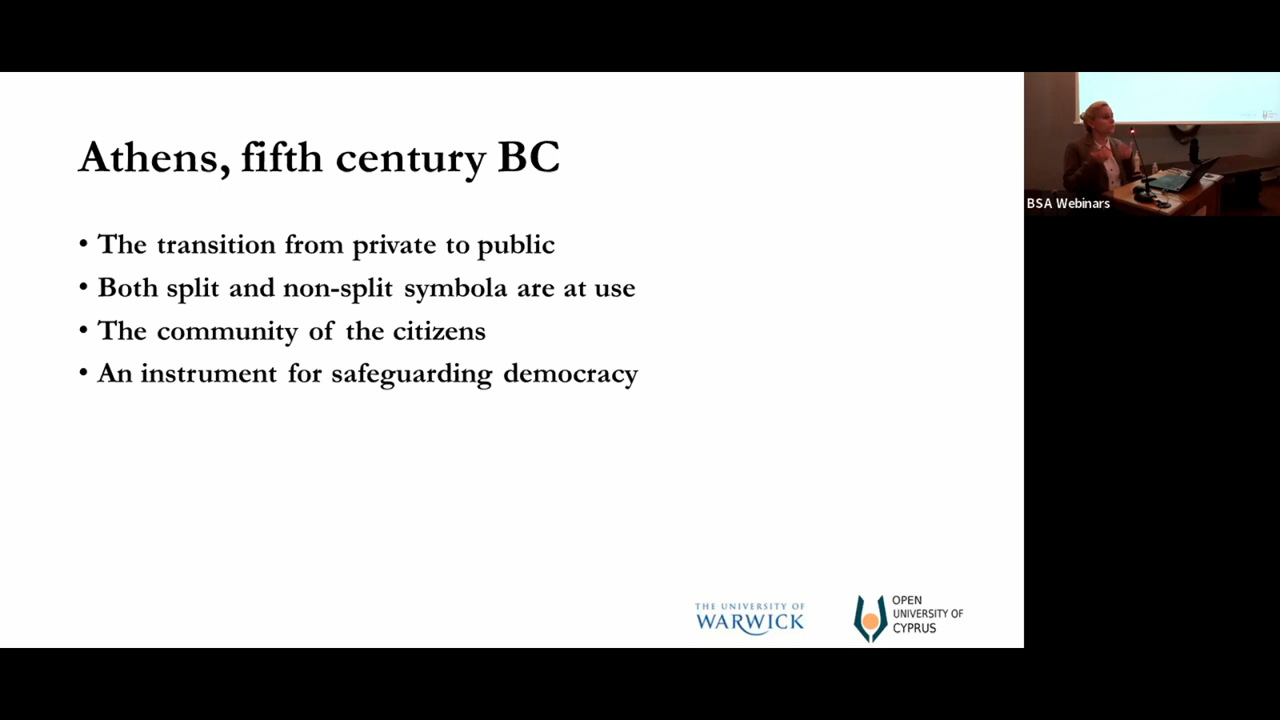 Athens, fifth century BC
• The transition from private to public
• Both split and non-split symbola are at use
• The community of the citizens
• An instrument for safeguarding democracy
THE UNIVERSITY OF
WARWICK
OPEN
UNIVERSITY OF
CYPRUS
BSA Webinars